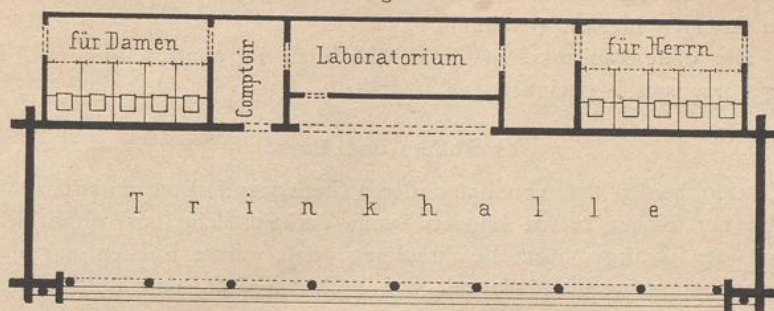 für Damen
Comptoir
Laboratorium
für Herrn
Trinkhalle